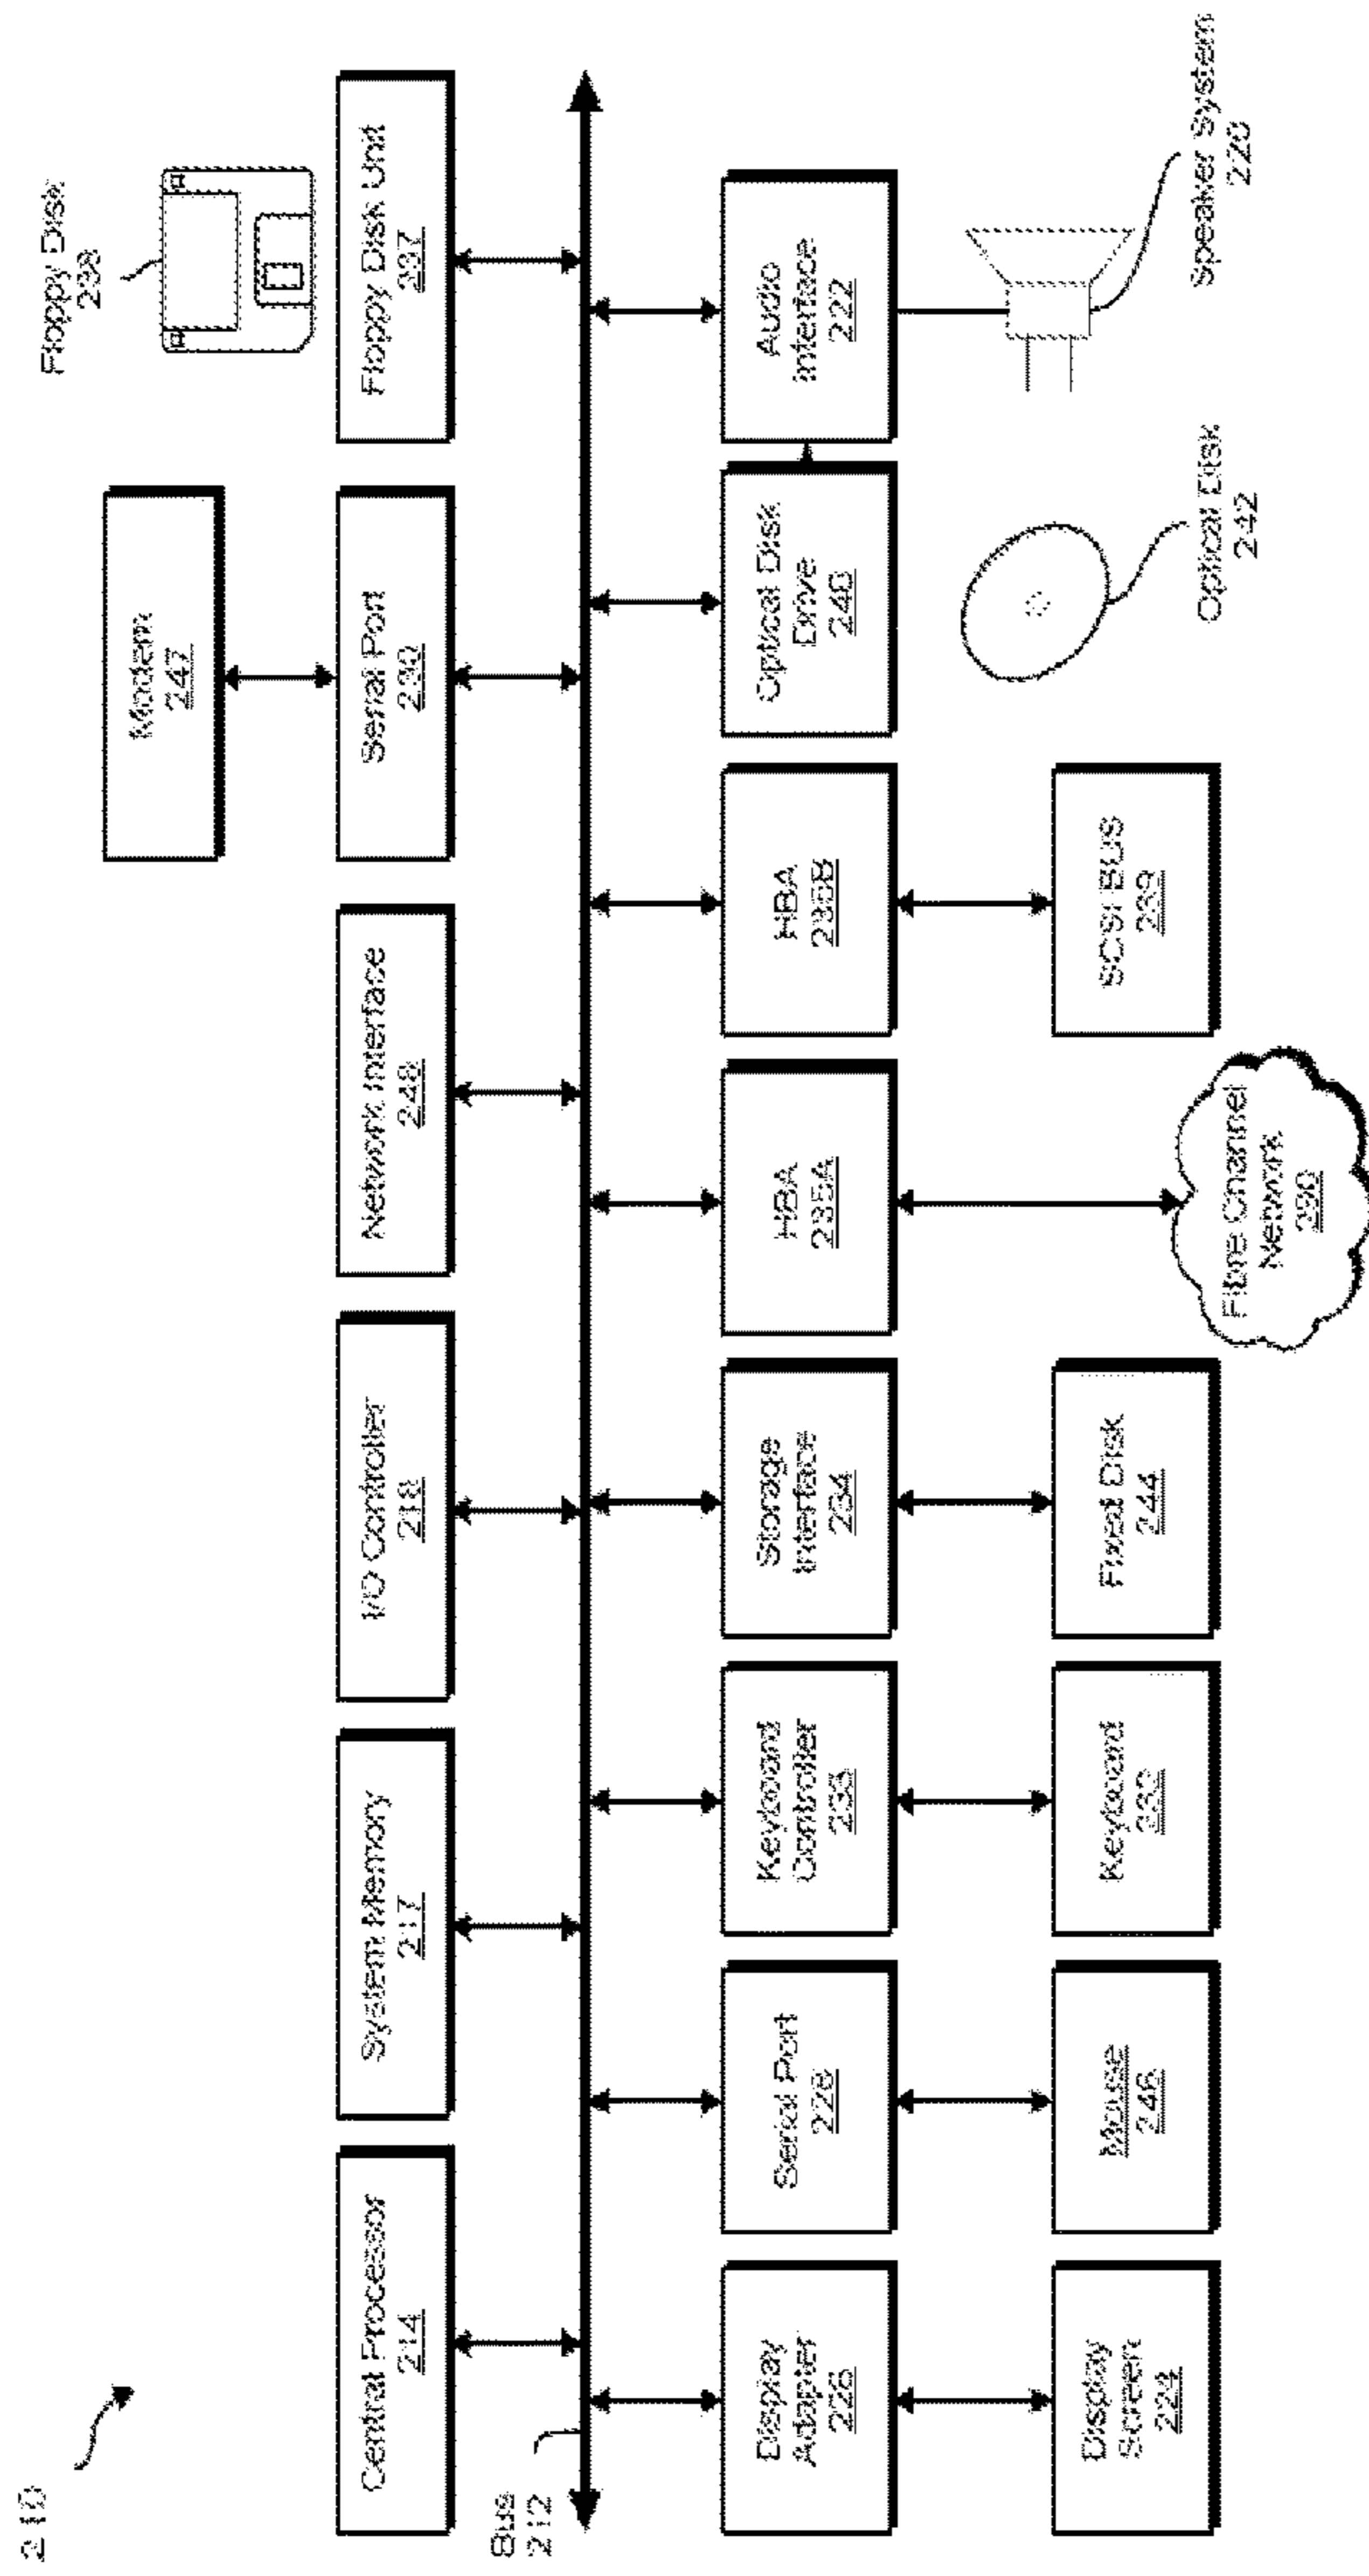 210
Floppy Disk
238
Modem
247
Central Processor
214
System Memory
217
I/O Controller
218
Network Interface
248
Serial Port
230
Floppy Disk Unit
237
Bus
212
Display
Adapter
226
Serial Port
228
Keyboard
Controller
233
Storage
Interface
234
HBA
235A
HBA
235B
Optical Disk
Drive
240
Audio
Interface
222
Display
Screen
224
Mouse
246
Keyboard
232
Fixed Disk
244
Fibre Channel
Network
290
SCSI BUS
239
Optical Disk
242
Speaker System
220